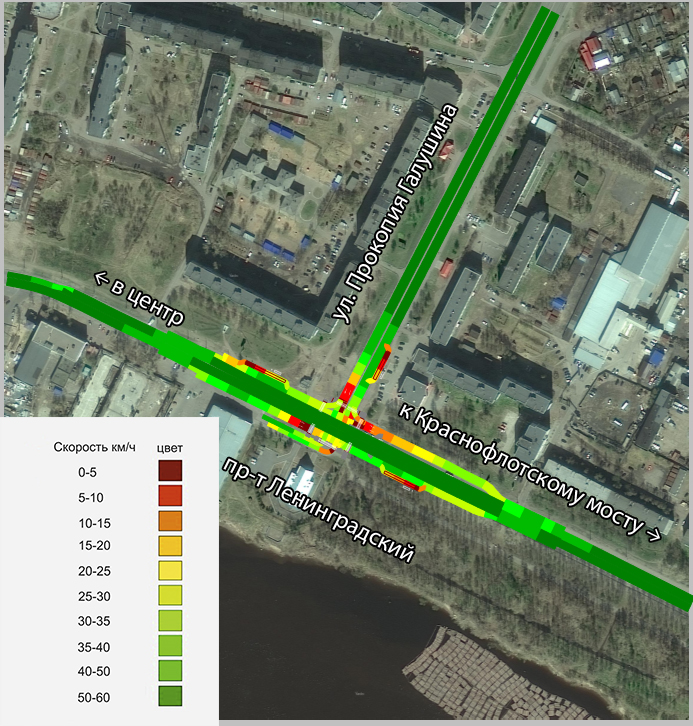 ул. Прокопия Галушина
← в центр
к Краснофлотскому мосту →
пр-т Ленинградский
Скорость км/ч цвет
0-5
5-10
10-15
15-20
20-25
25-30
30-35
35-40
40-50
50-60